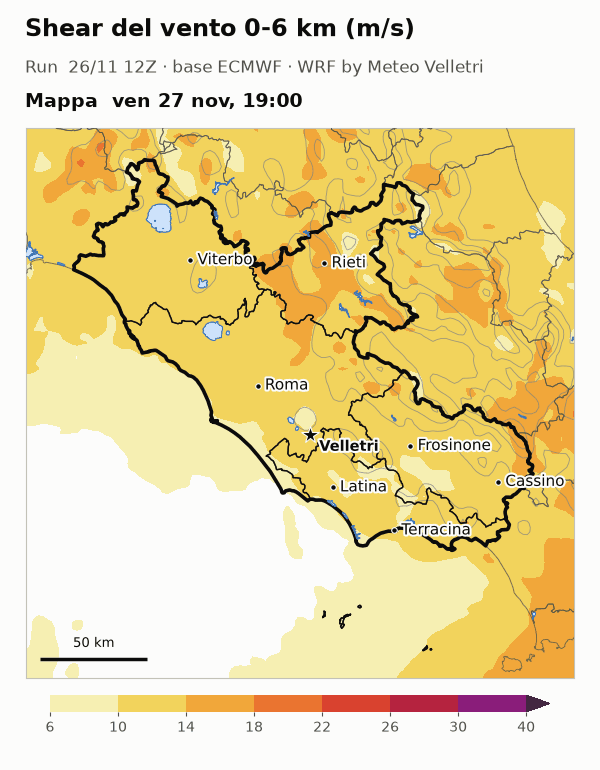 Shear del vento 0-6 km (m/s)
Run  26/11 12Z · base ECMWF · WRF by Meteo Velletri
Mappa  ven 27 nov, 19:00
Viterbo
Rieti
Roma
Velletri
Frosinone
Latina
Cassino
Terracina
50 km
6 10 14 18 22 26 30 40